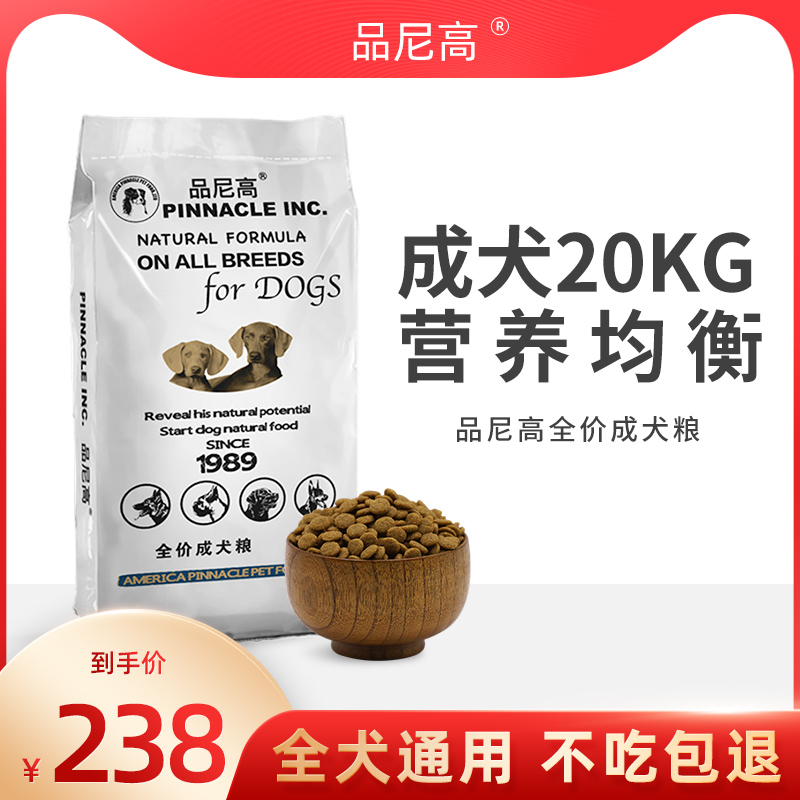 品尼高®
品尼高®
PINNACLE INC.
NATURAL FORMULA
ON ALL BREEDS
for DOGS
Reveal his natural potential
Start dog natural food
SINCE
1989
全价成犬粮
AMERICA PINNACLE PET FO
PINNACLE INC. 品尼高®
成犬20KG
营养均衡
品尼高全价成犬粮
到手价
¥238
全犬通用 不吃包退